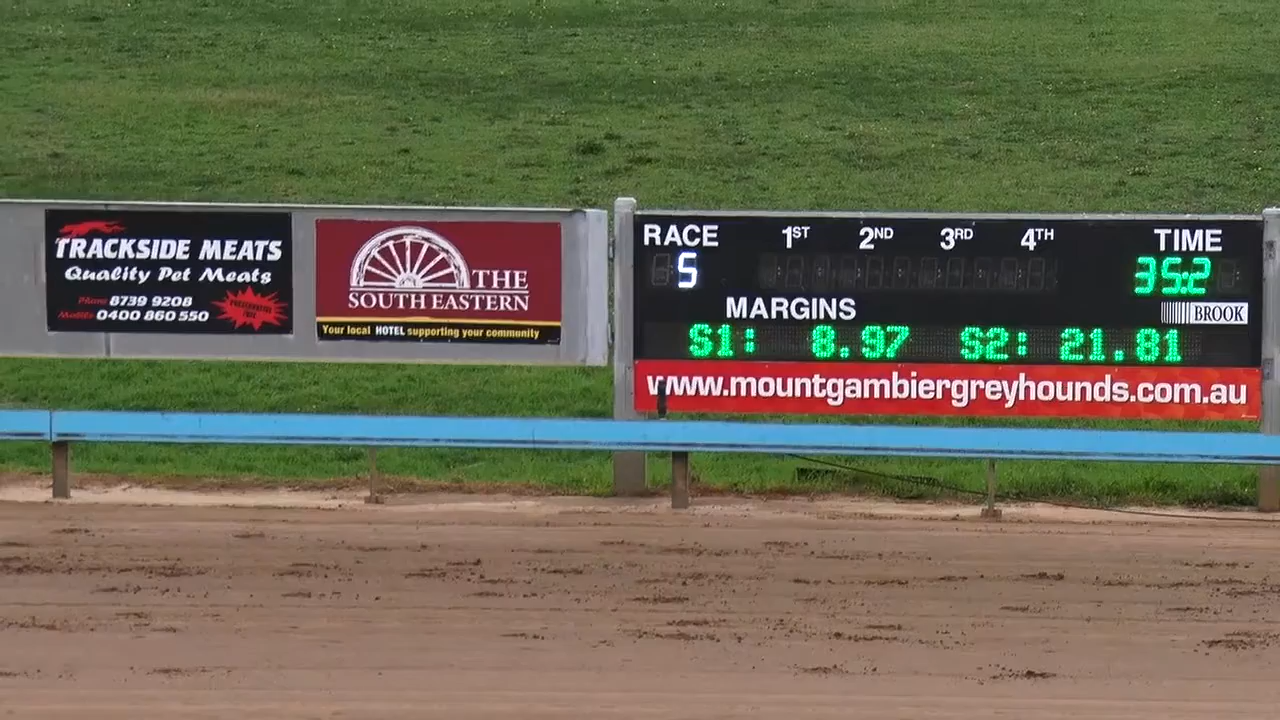 TRACKSIDE MEATS
Quality Pet Meats
Phone 8739 9208
Mobile 0400 860 550
PRESERVATIVE FREE
THE
SOUTH EASTERN
Your local HOTEL supporting your community
RACE 1ST 2ND 3RD 4TH TIME
5 35:2
MARGINS BROOK
S1: 8.97 S2: 21.81
www.mountgambiergreyhounds.com.au